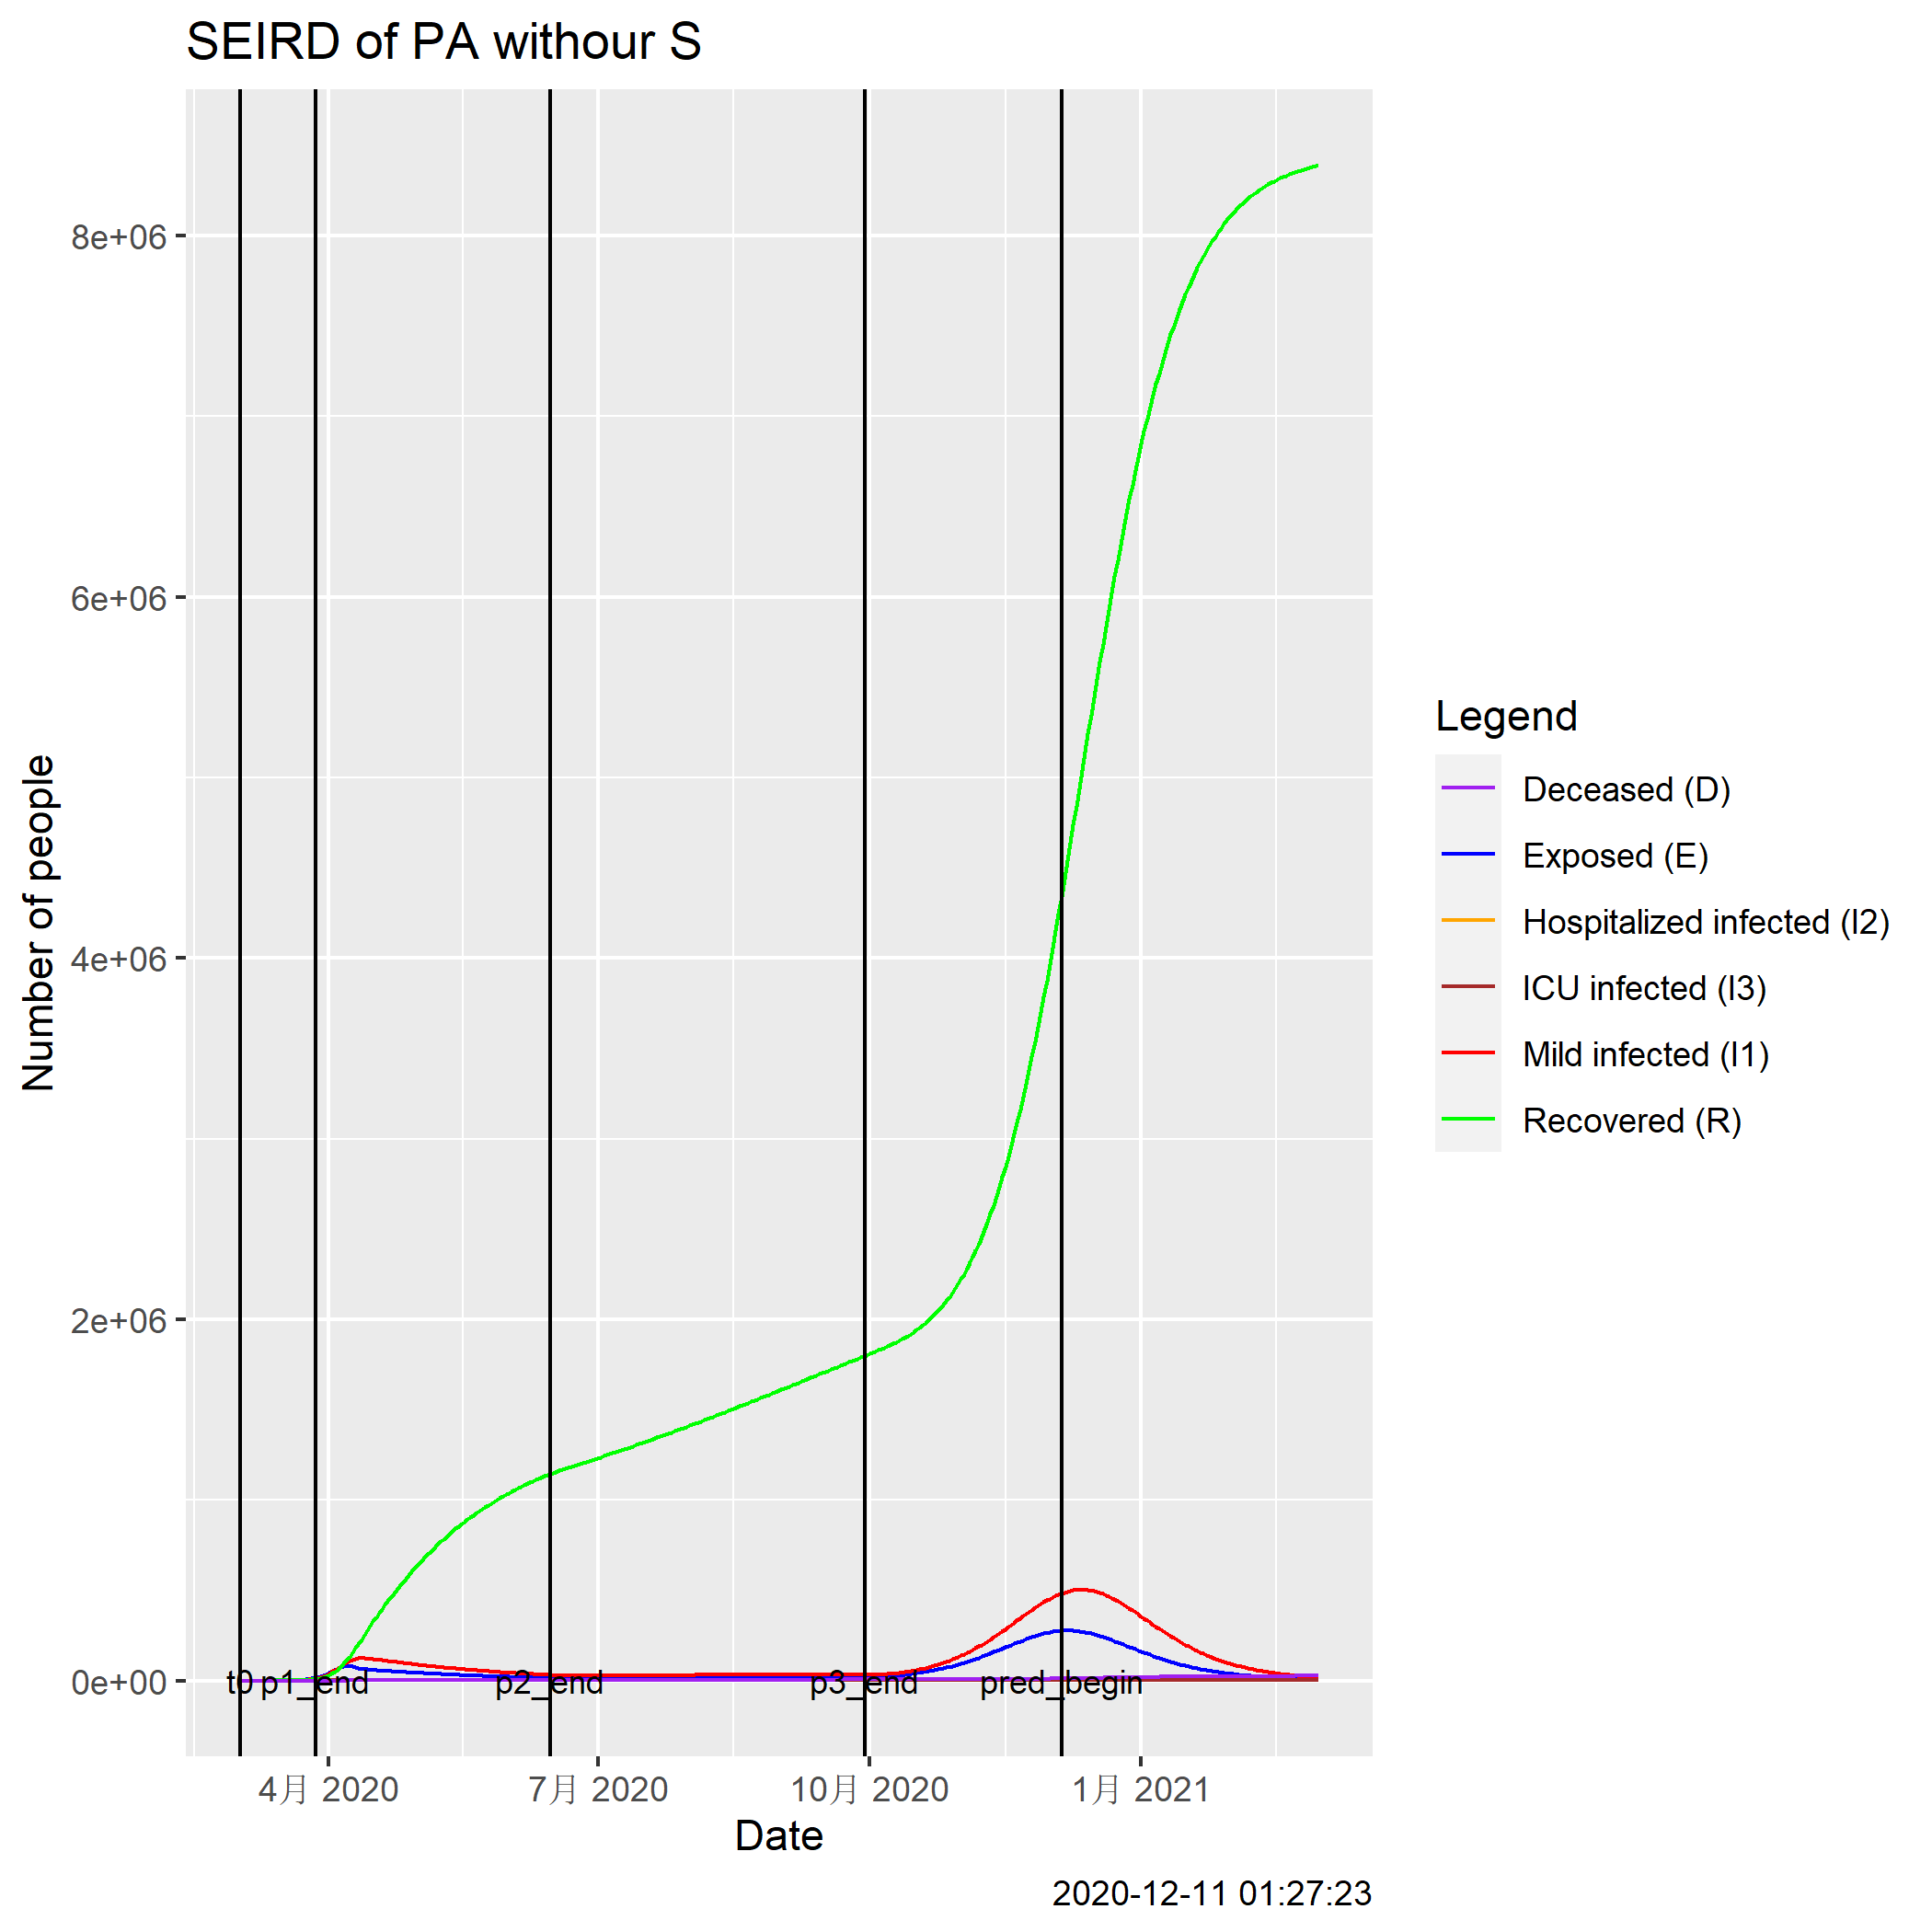 SEIRD of PA withour S
Number of people
8e+06
6e+06
4e+06
2e+06
0e+00
t0
p1_end
p2_end
p3_end
pred_begin
4月 2020
7月 2020
10月 2020
1月 2021
Date
Legend
Deceased (D)
Exposed (E)
Hospitalized infected (I2)
ICU infected (I3)
Mild infected (I1)
Recovered (R)
2020-12-11 01:27:23